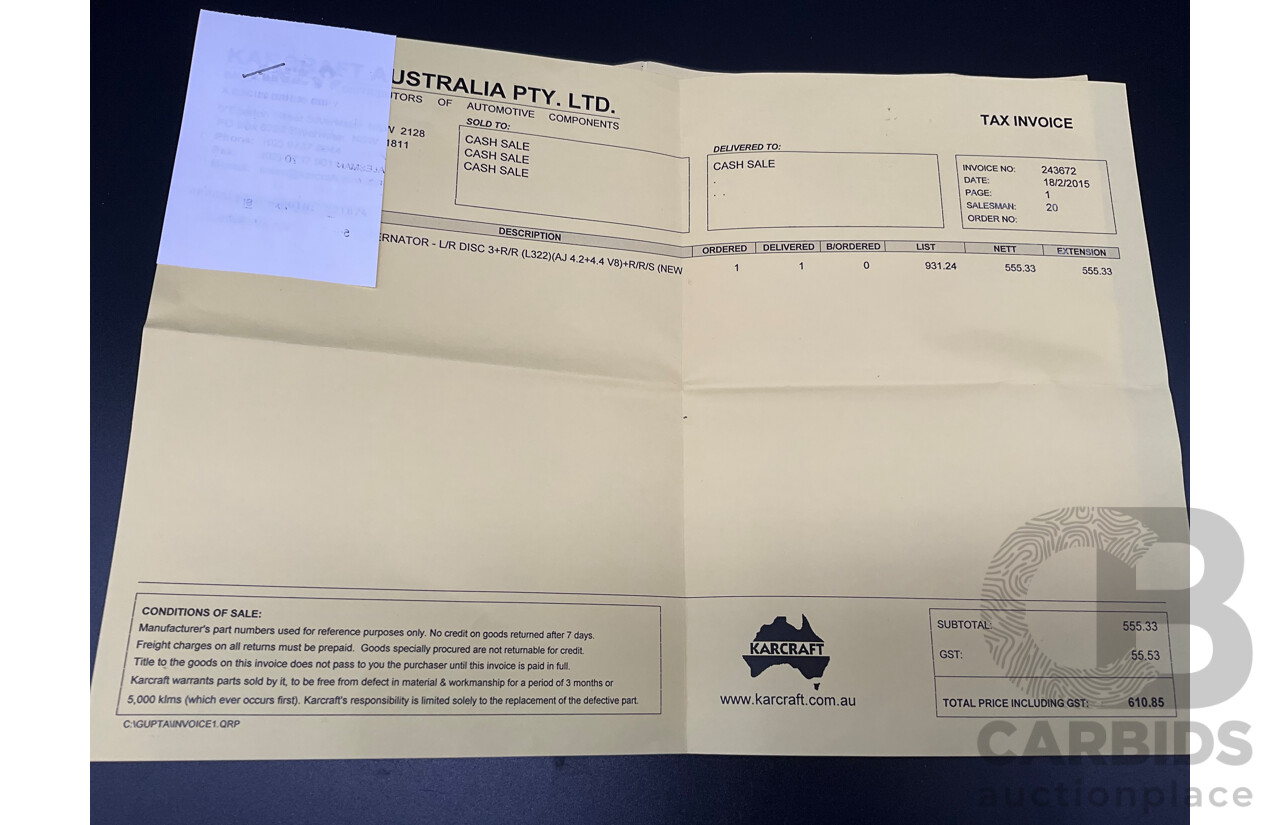 USTRALIA PTY. LTD.
TORS OF AUTOMOTIVE COMPONENTS
2128
1811
SOLD TO:
CASH SALE
CASH SALE
CASH SALE
DELIVERED TO:
CASH SALE
.
. .
TAX INVOICE
INVOICE NO: 243672
DATE: 18/2/2015
PAGE: 1
SALESMAN: 20
ORDER NO:
DESCRIPTION ORDERED DELIVERED B/ORDERED LIST NETT EXTENSION
ERNATOR - L/R DISC 3+R/R (L322)(AJ 4.2+4.4 V8)+R/R/S (NEW 1 1 0 931.24 555.33 555.33
CONDITIONS OF SALE:
Manufacturer's part numbers used for reference purposes only. No credit on goods returned after 7 days.
Freight charges on all returns must be prepaid. Goods specially procured are not returnable for credit.
Title to the goods on this invoice does not pass to you the purchaser until this invoice is paid in full.
Karcraft warrants parts sold by it, to be free from defect in material & workmanship for a period of 3 months or
5,000 klms (which ever occurs first). Karcraft's responsibility is limited solely to the replacement of the defective part.
C:\GUPTA\INVOICE1.QRP
KARCRAFT
www.karcraft.com.au
SUBTOTAL: 555.33
GST: 55.53
TOTAL PRICE INCLUDING GST: 610.85
CB
CARBIDS
auctionplace